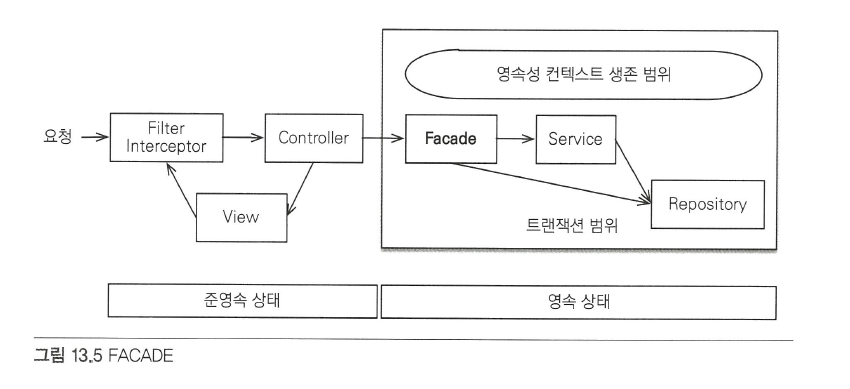 영속성 컨텍스트 생존 범위
요청
Filter
Interceptor
Controller
Facade
Service
View
Repository
트랜잭션 범위
준영속 상태
영속 상태
그림 13.5 FACADE